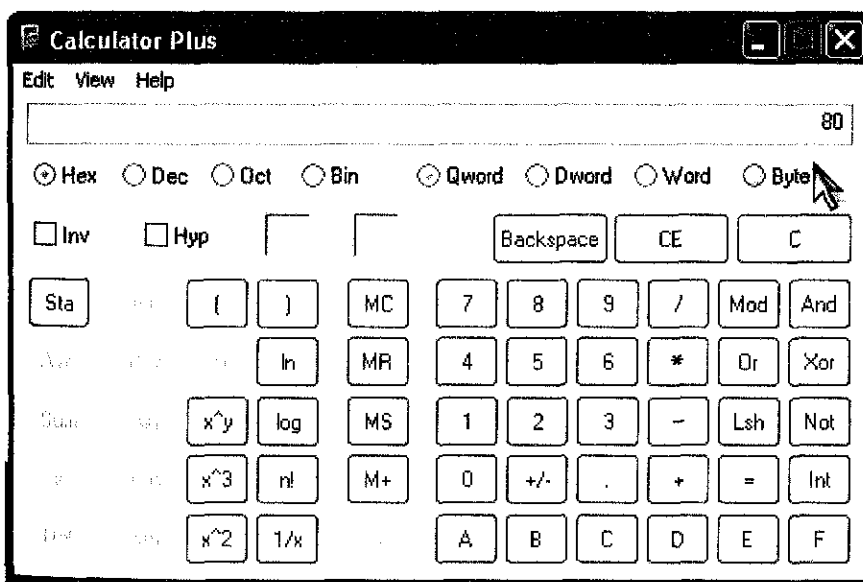 Calculator Plus
Edit View Help
80
Hex Dec Oct Bin Qword Dword Word Byte
Inv Hyp Backspace CE C
Sta ( ) MC 7 8 9 / Mod And
ln MR 4 5 6 * Or Xor
Sum x^y log MS 1 2 3 - Lsh Not
x^3 n! M+ 0 +/- . + = Int
x^2 1/x A B C D E F